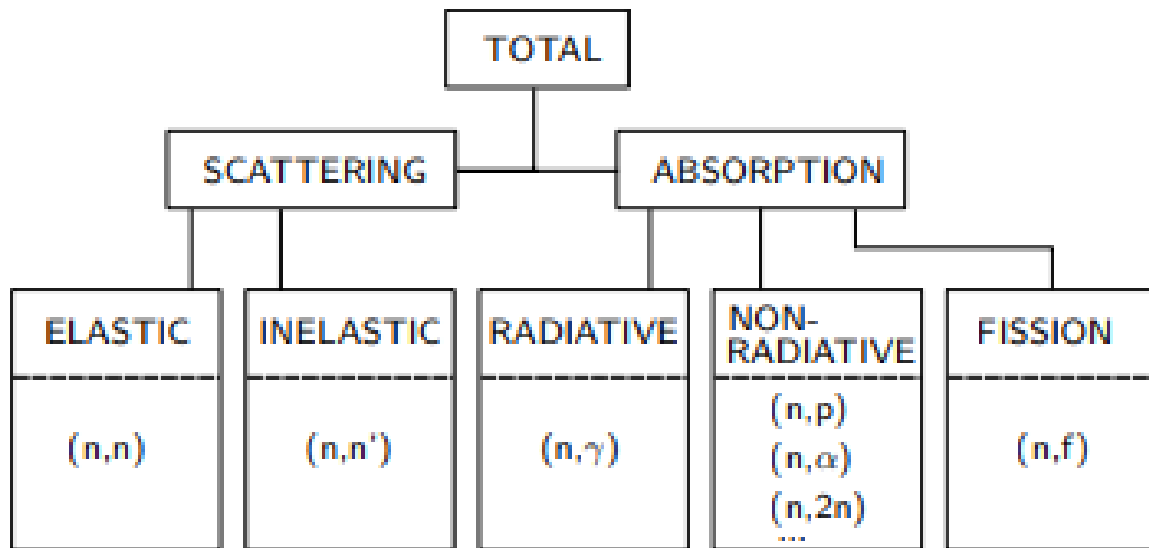 TOTAL
SCATTERING
ABSORPTION
ELASTIC
INELASTIC
RADIATIVE
NON-
RADIATIVE
FISSION
(n,n)
(n,n')
(n,γ)
(n,p)
(n,α)
(n,2n)
...
(n,f)